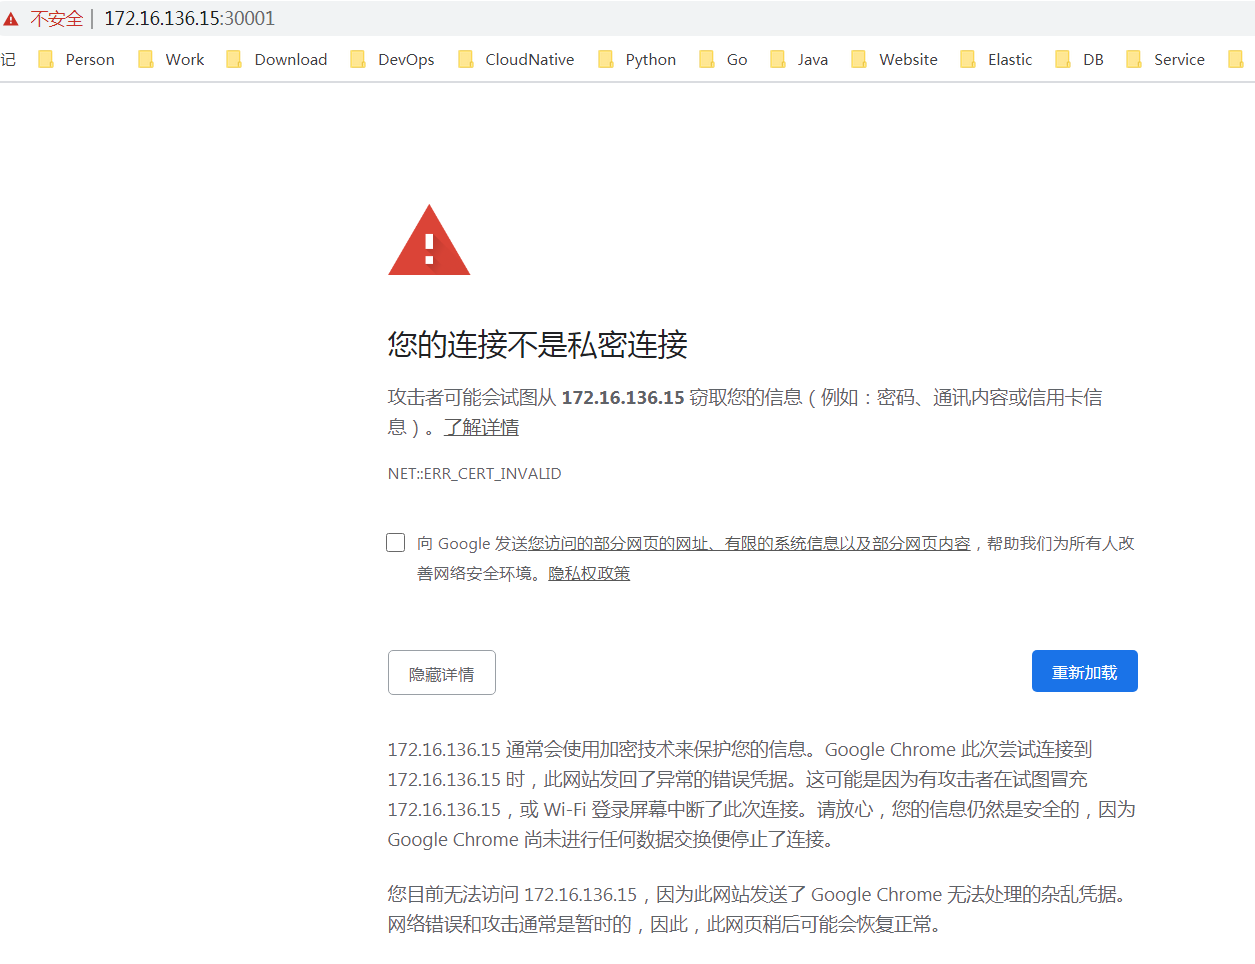 不安全 | 172.16.136.15:30001
记 Person Work Download DevOps CloudNative Python Go Java Website Elastic DB Service
您的连接不是私密连接
攻击者可能会试图从 172.16.136.15 窃取您的信息（例如：密码、通讯内容或信用卡信
息）。了解详情
NET::ERR_CERT_INVALID
向 Google 发送您访问的部分网页的网址、有限的系统信息以及部分网页内容，帮助我们为所有人改
善网络安全环境。隐私权政策
隐藏详情 重新加载
172.16.136.15 通常会使用加密技术来保护您的信息。Google Chrome 此次尝试连接到
172.16.136.15 时，此网站发回了异常的错误凭据。这可能是因为有攻击者在试图冒充
172.16.136.15，或 Wi-Fi 登录屏幕中断了此次连接。请放心，您的信息仍然是安全的，因为
Google Chrome 尚未进行任何数据交换便停止了连接。
您目前无法访问 172.16.136.15，因为此网站发送了 Google Chrome 无法处理的杂乱凭据。
网络错误和攻击通常是暂时的，因此，此网页稍后可能会恢复正常。